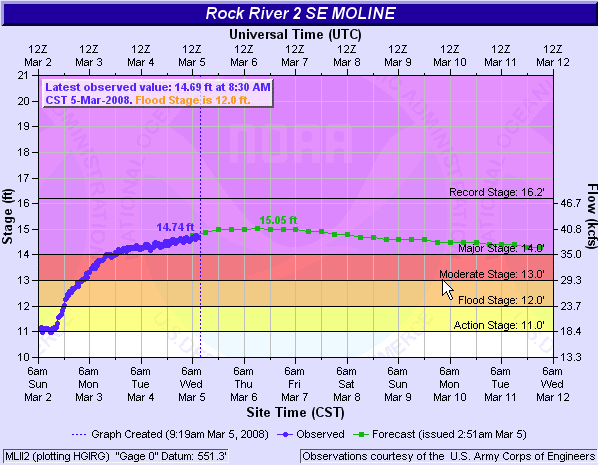 Rock River 2 SE MOLINE
Universal Time (UTC)
12Z 12Z 12Z 12Z 12Z 12Z 12Z 12Z 12Z 12Z 12Z
Mar 2 Mar 3 Mar 4 Mar 5 Mar 6 Mar 7 Mar 8 Mar 9 Mar 10 Mar 11 Mar 12
Latest observed value: 14.69 ft at 8:30 AM
CST 5-Mar-2008. Flood Stage is 12.0 ft.
NOAA
Stage (ft)
21
20
19
18
17
16
15
14
13
12
11
10
Record Stage: 16.2'
14.74 ft
15.05 ft
Major Stage: 14.0'
Moderate Stage: 13.0'
Flood Stage: 12.0'
Action Stage: 11.0'
Flow (kcfs)
46.7
40.8
35.0
29.3
23.7
18.4
13.3
6am 6am 6am 6am 6am 6am 6am 6am 6am 6am 6am
Sun Mon Tue Wed Thu Fri Sat Sun Mon Tue Wed
Mar 2 Mar 3 Mar 4 Mar 5 Mar 6 Mar 7 Mar 8 Mar 9 Mar 10 Mar 11 Mar 12
Site Time (CST)
Graph Created (9:19am Mar 5, 2008) Observed Forecast (issued 2:51am Mar 5)
MLII2 (plotting HGIRG) "Gage 0" Datum: 551.3'
Observations courtesy of the U.S. Army Corps of Engineers